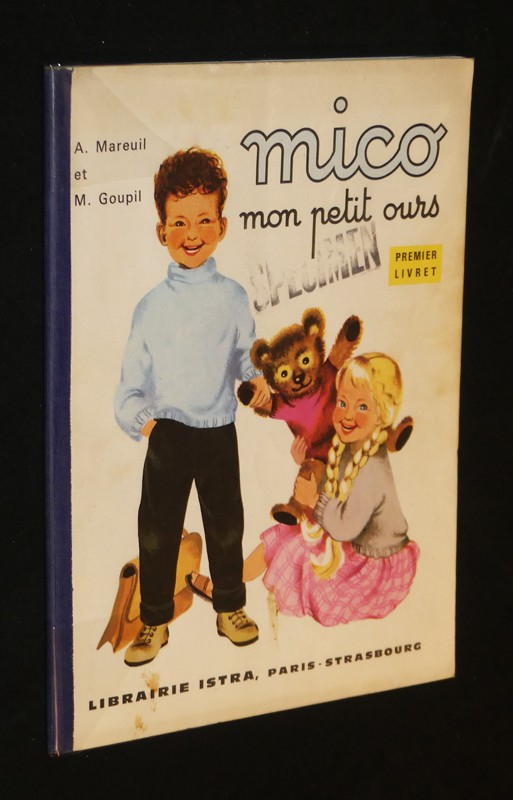 A. Mareuil
et
M. Goupil
mico
mon petit ours
SPECIMEN
PREMIER
LIVRET
LIBRAIRIE ISTRA, PARIS-STRASBOURG